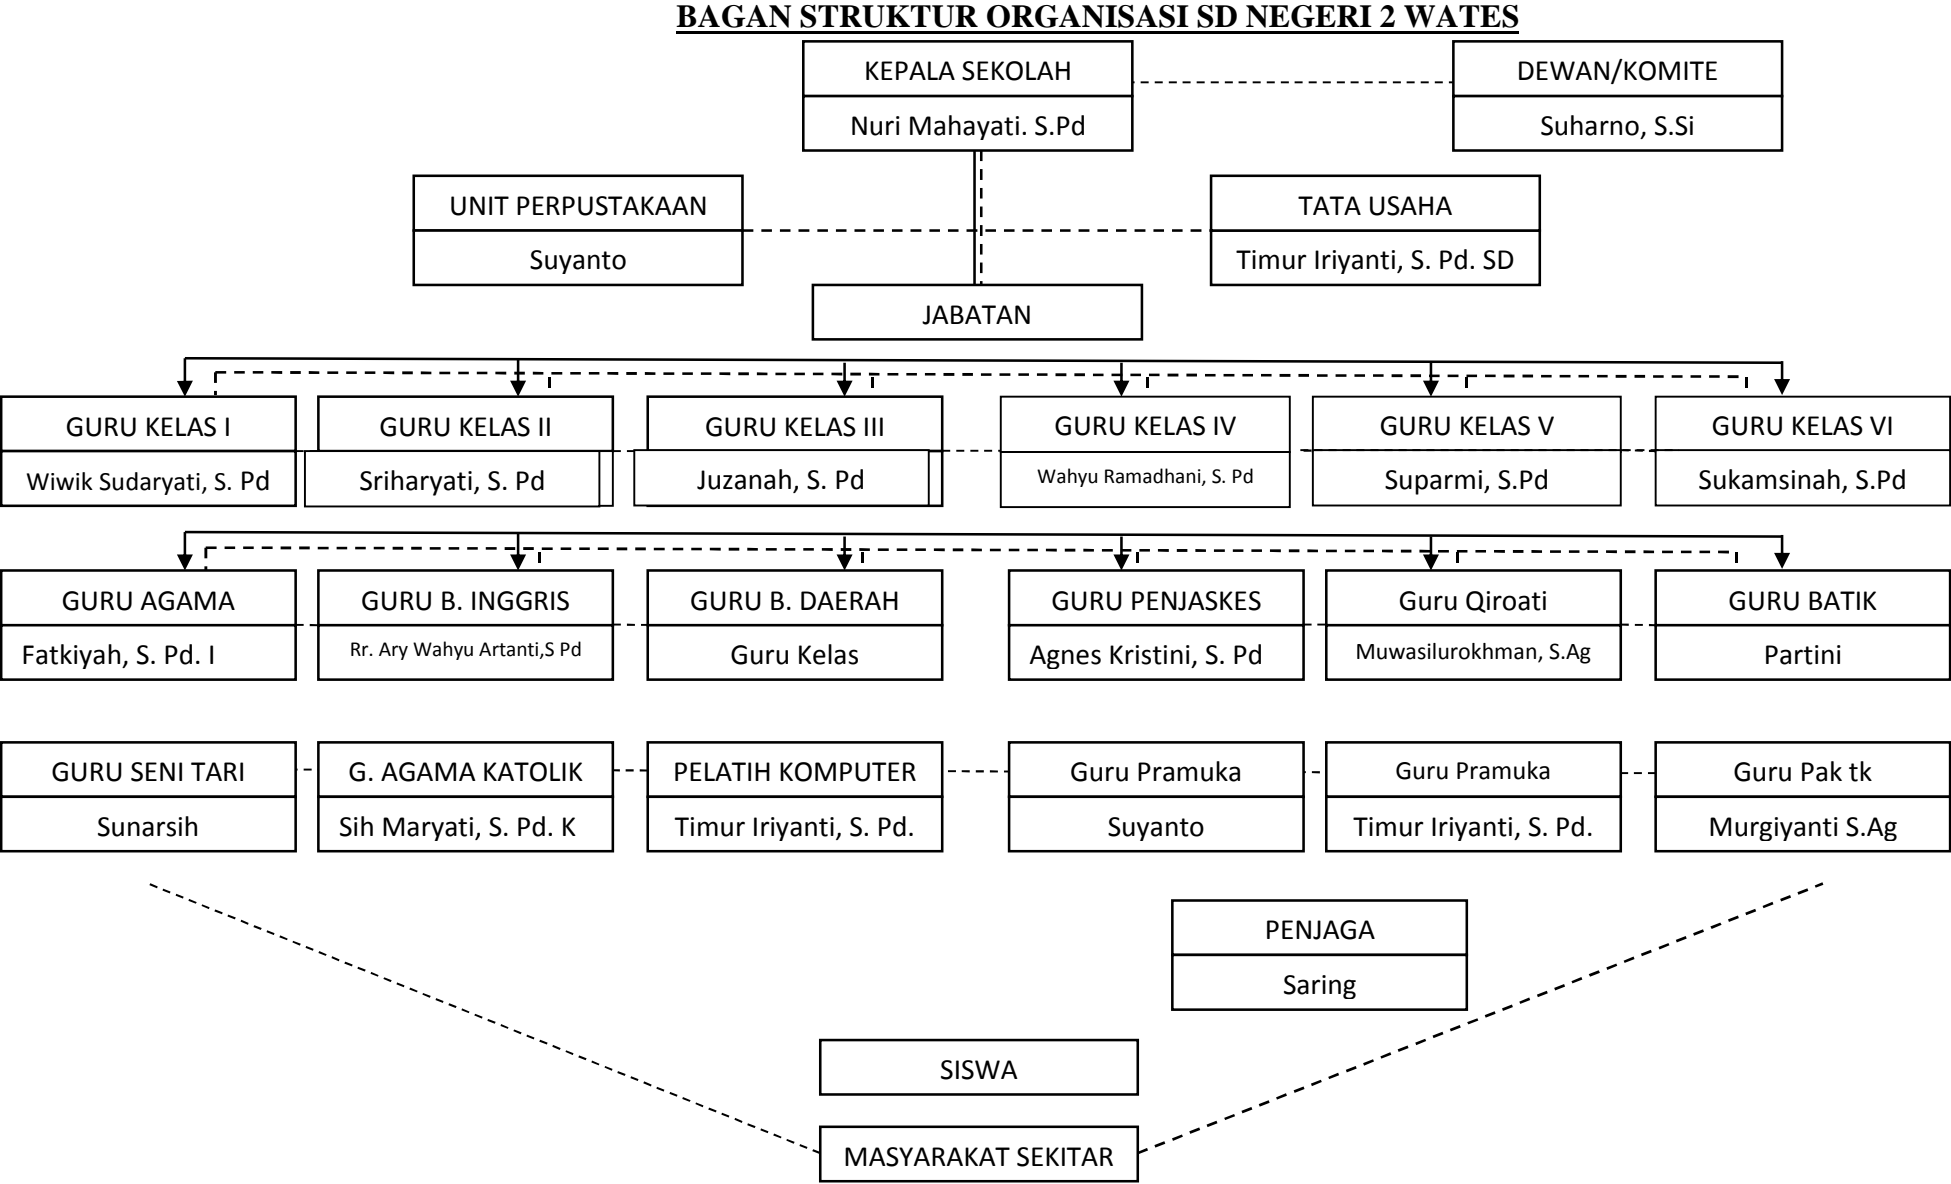 BAGAN STRUKTUR ORGANISASI SD NEGERI 2 WATES
KEPALA SEKOLAH
Nuri Mahayati. S.Pd
DEWAN/KOMITE
Suharno, S.Si
UNIT PERPUSTAKAAN
Suyanto
TATA USAHA
Timur Iriyanti, S. Pd. SD
JABATAN
GURU KELAS I
Wiwik Sudaryati, S. Pd
GURU KELAS II
Sriharyati, S. Pd
GURU KELAS III
Juzanah, S. Pd
GURU KELAS IV
Wahyu Ramadhani, S. Pd
GURU KELAS V
Suparmi, S.Pd
GURU KELAS VI
Sukamsinah, S.Pd
GURU AGAMA
Fatkiyah, S. Pd. I
GURU B. INGGRIS
Rr. Ary Wahyu Artanti,S Pd
GURU B. DAERAH
Guru Kelas
GURU PENJASKES
Agnes Kristini, S. Pd
Guru Qiroati
Muwasilurokhman, S.Ag
GURU BATIK
Partini
GURU SENI TARI
Sunarsih
G. AGAMA KATOLIK
Sih Maryati, S. Pd. K
PELATIH KOMPUTER
Timur Iriyanti, S. Pd.
Guru Pramuka
Suyanto
Guru Pramuka
Timur Iriyanti, S. Pd.
Guru Pak tk
Murgiyanti S.Ag
PENJAGA
Saring
SISWA
MASYARAKAT SEKITAR